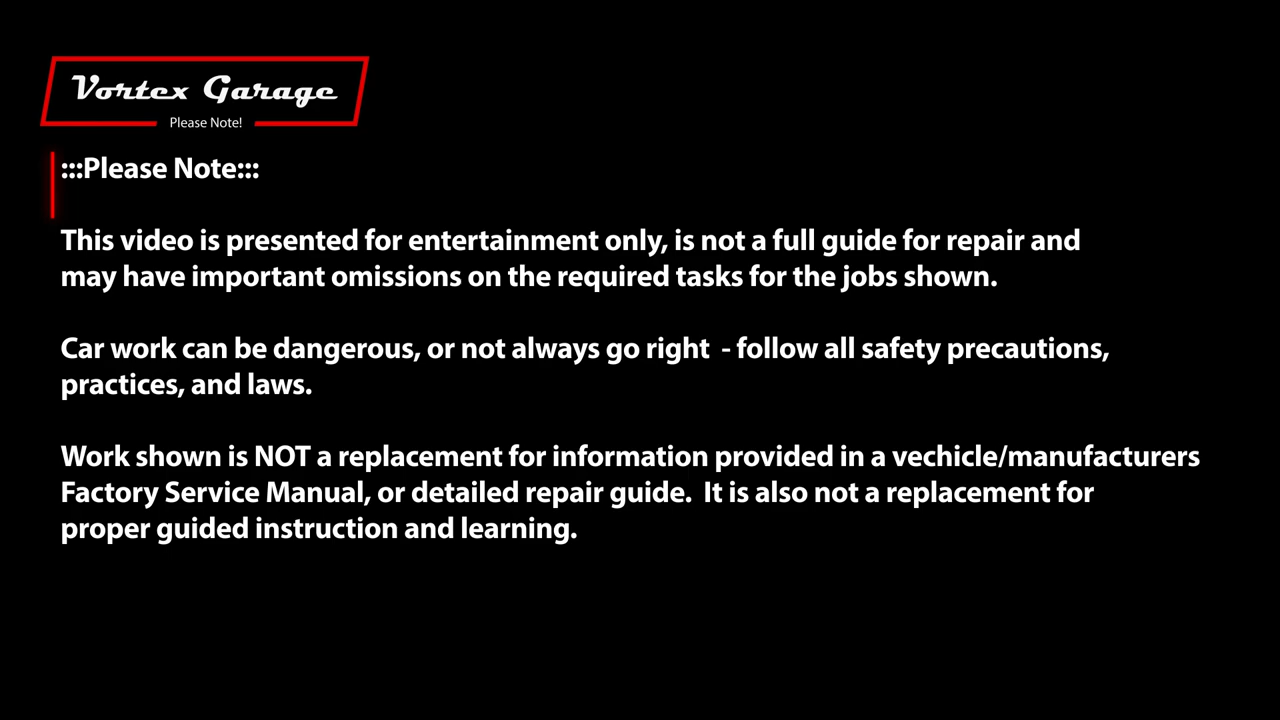 Vortex Garage
Please Note!
:::Please Note:::
This video is presented for entertainment only, is not a full guide for repair and
may have important omissions on the required tasks for the jobs shown.
Car work can be dangerous, or not always go right  - follow all safety precautions,
practices, and laws.
Work shown is NOT a replacement for information provided in a vechicle/manufacturers
Factory Service Manual, or detailed repair guide.  It is also not a replacement for
proper guided instruction and learning.